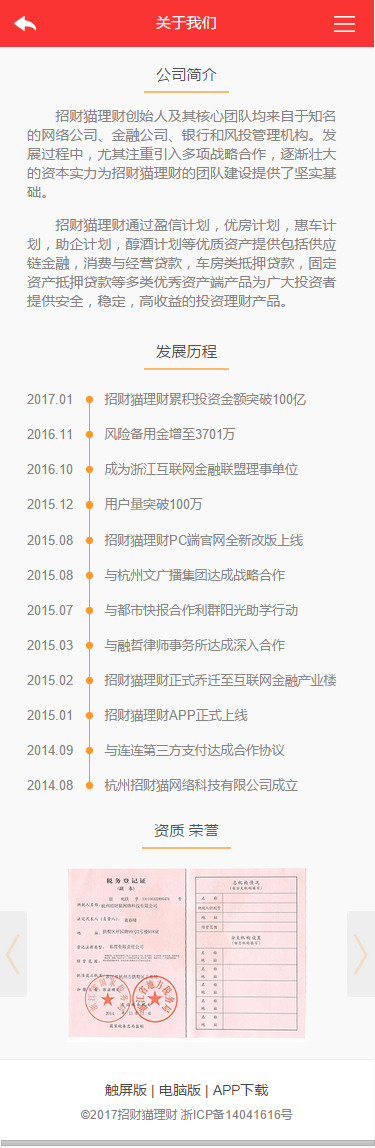 关于我们
公司简介
招财猫理财创始人及其核心团队均来自于知名
的网络公司、金融公司、银行和风投管理机构。发
展过程中，尤其注重引入多项战略合作，逐渐壮大
的资本实力为招财猫理财的团队建设提供了坚实基
础。
招财猫理财通过盈信计划，优房计划，惠车计
划，助企计划，醇酒计划等优质资产提供包括供应
链金融，消费与经营贷款，车房类抵押贷款，固定
资产抵押贷款等多类优秀资产端产品为广大投资者
提供安全，稳定，高收益的投资理财产品。
发展历程
2017.01 招财猫理财累积投资金额突破100亿
2016.11 风险备用金增至3701万
2016.10 成为浙江互联网金融联盟理事单位
2015.12 用户量突破100万
2015.08 招财猫理财PC端官网全新改版上线
2015.08 与杭州文广播集团达成战略合作
2015.07 与都市快报合作利群阳光助学行动
2015.03 与融哲律师事务所达成深入合作
2015.02 招财猫理财正式乔迁至互联网金融产业楼
2015.01 招财猫理财APP正式上线
2014.09 与连连第三方支付达成合作协议
2014.08 杭州招财猫网络科技有限公司成立
资质 荣誉
税务登记证
（副本）
总机构情况
分支机构设置
触屏版 | 电脑版 | APP下载
©2017招财猫理财 浙ICP备14041616号